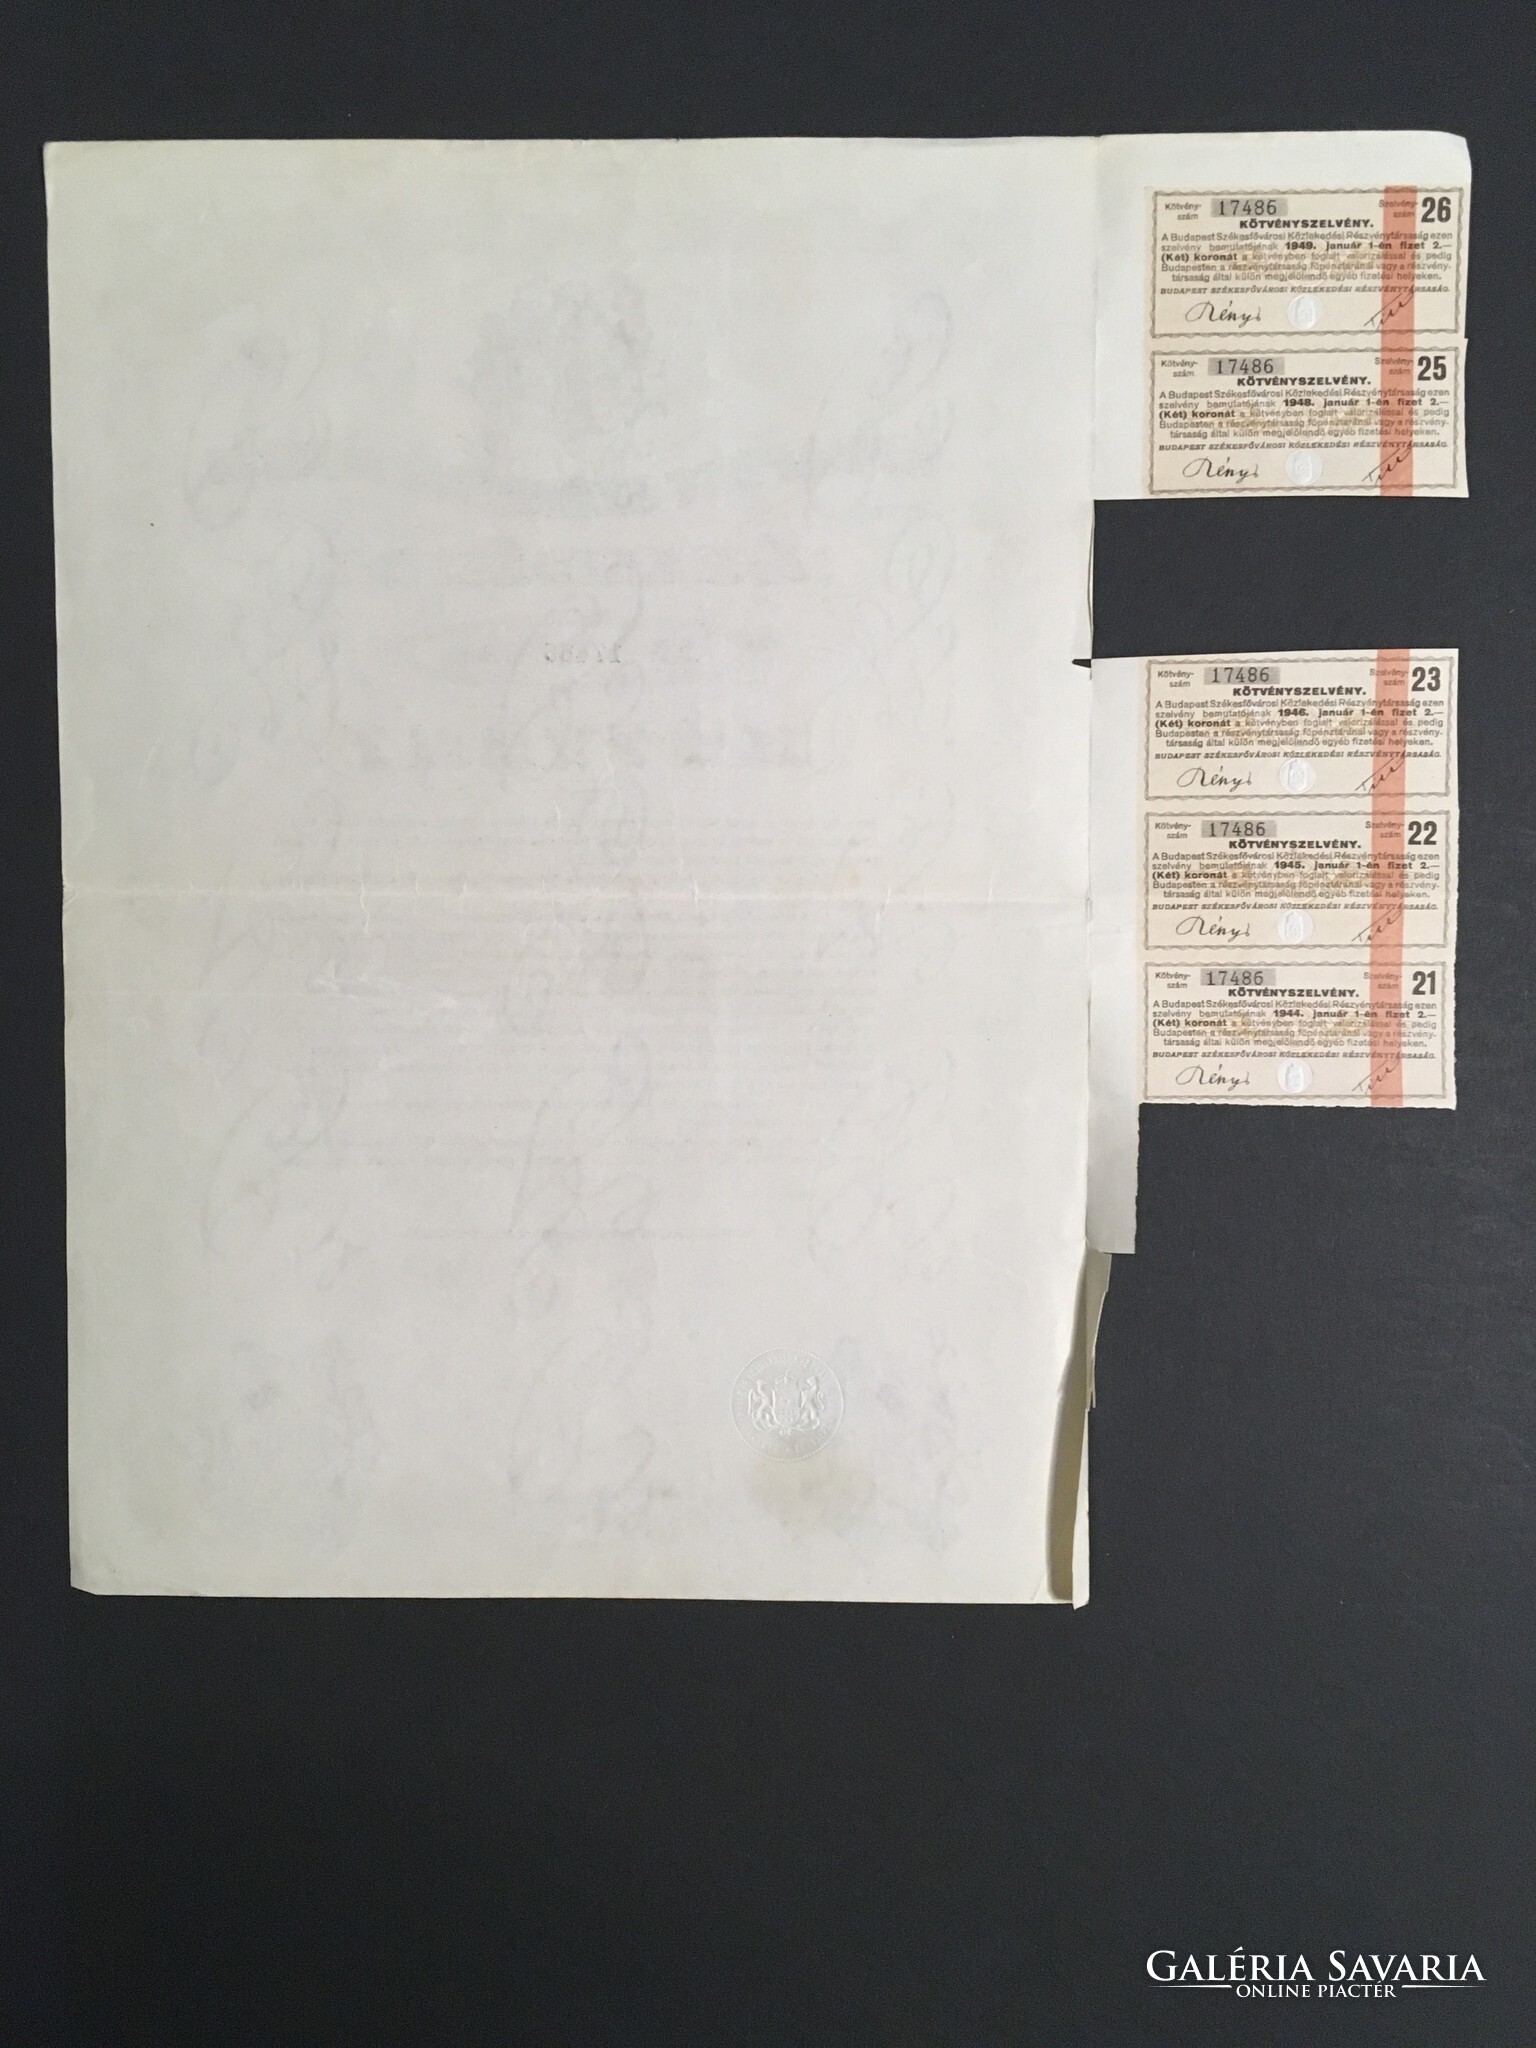 Kötvény-szám 17486 Szelvény-szám 26
KÖTVÉNYSZELVÉNY.
A Budapest Székesfővárosi Közlekedési Részvénytársaság ezen
szelvény bemutatójának 1949. január 1-én fizet 2.—
(Két) koronát a kötvényben foglalt valorizálással és pedig
Budapesten a részvénytársaság főpénztáránál vagy a részvény-
társaság által külön megjelölendő egyéb fizetési helyeken.
BUDAPEST SZÉKESFŐVÁROSI KÖZLEKEDÉSI RÉSZVÉNYTÁRSASÁG.
Rényi
Kötvény-szám 17486 Szelvény-szám 25
KÖTVÉNYSZELVÉNY.
A Budapest Székesfővárosi Közlekedési Részvénytársaság ezen
szelvény bemutatójának 1948. január 1-én fizet 2.—
(Két) koronát a kötvényben foglalt valorizálással és pedig
Budapesten a részvénytársaság főpénztáránál vagy a részvény-
társaság által külön megjelölendő egyéb fizetési helyeken.
BUDAPEST SZÉKESFŐVÁROSI KÖZLEKEDÉSI RÉSZVÉNYTÁRSASÁG.
Rényi
Kötvény-szám 17486 Szelvény-szám 23
KÖTVÉNYSZELVÉNY.
A Budapest Székesfővárosi Közlekedési Részvénytársaság ezen
szelvény bemutatójának 1946. január 1-én fizet 2.—
(Két) koronát a kötvényben foglalt valorizálással és pedig
Budapesten a részvénytársaság főpénztáránál vagy a részvény-
társaság által külön megjelölendő egyéb fizetési helyeken.
BUDAPEST SZÉKESFŐVÁROSI KÖZLEKEDÉSI RÉSZVÉNYTÁRSASÁG.
Rényi
Kötvény-szám 17486 Szelvény-szám 22
KÖTVÉNYSZELVÉNY.
A Budapest Székesfővárosi Közlekedési Részvénytársaság ezen
szelvény bemutatójának 1945. január 1-én fizet 2.—
(Két) koronát a kötvényben foglalt valorizálással és pedig
Budapesten a részvénytársaság főpénztáránál vagy a részvény-
társaság által külön megjelölendő egyéb fizetési helyeken.
BUDAPEST SZÉKESFŐVÁROSI KÖZLEKEDÉSI RÉSZVÉNYTÁRSASÁG.
Rényi
Kötvény-szám 17486 Szelvény-szám 21
KÖTVÉNYSZELVÉNY.
A Budapest Székesfővárosi Közlekedési Részvénytársaság ezen
szelvény bemutatójának 1944. január 1-én fizet 2.—
(Két) koronát a kötvényben foglalt valorizálással és pedig
Budapesten a részvénytársaság főpénztáránál vagy a részvény-
társaság által külön megjelölendő egyéb fizetési helyeken.
BUDAPEST SZÉKESFŐVÁROSI KÖZLEKEDÉSI RÉSZVÉNYTÁRSASÁG.
Rényi
GALÉRIA SAVARIA
ONLINE PIACTÉR